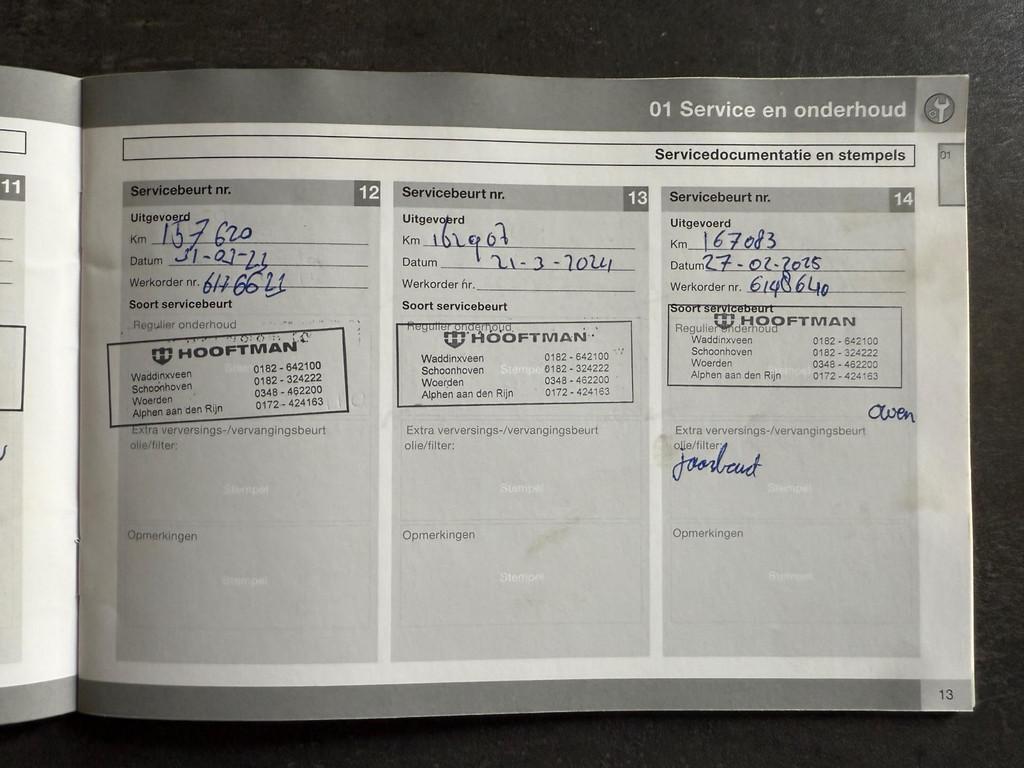 01 Service en onderhoud
01
Servicedocumentatie en stempels
11
Servicebeurt nr. 12
Uitgevoerd
Km 157620
Datum
Werkorder nr.
Soort servicebeurt
Regulier onderhoud
HOOFTMAN
Waddinxveen 0182 - 642100
Schoonhoven 0182 - 324222
Woerden 0348 - 462200
Alphen aan den Rijn 0172 - 424163
Extra verversings-/vervangingsbeurt
olie/filter:
Stempel
Opmerkingen
Stempel
Servicebeurt nr. 13
Uitgevoerd
Km 162907
Datum 21-3-2024
Werkorder nr.
Soort servicebeurt
Regulier onderhoud
HOOFTMAN
Waddinxveen 0182 - 642100
Schoonhoven 0182 - 324222
Woerden 0348 - 462200
Alphen aan den Rijn 0172 - 424163
Extra verversings-/vervangingsbeurt
olie/filter:
Stempel
Opmerkingen
Stempel
Servicebeurt nr. 14
Uitgevoerd
Km 167083
Datum 27-02-2025
Werkorder nr. 6148640
Soort servicebeurt
Regulier onderhoud
HOOFTMAN
Waddinxveen 0182 - 642100
Schoonhoven 0182 - 324222
Woerden 0348 - 462200
Alphen aan den Rijn 0172 - 424163
Owen
Extra verversings-/vervangingsbeurt
olie/filter:
jaarbeurt
Stempel
Opmerkingen
Stempel
13